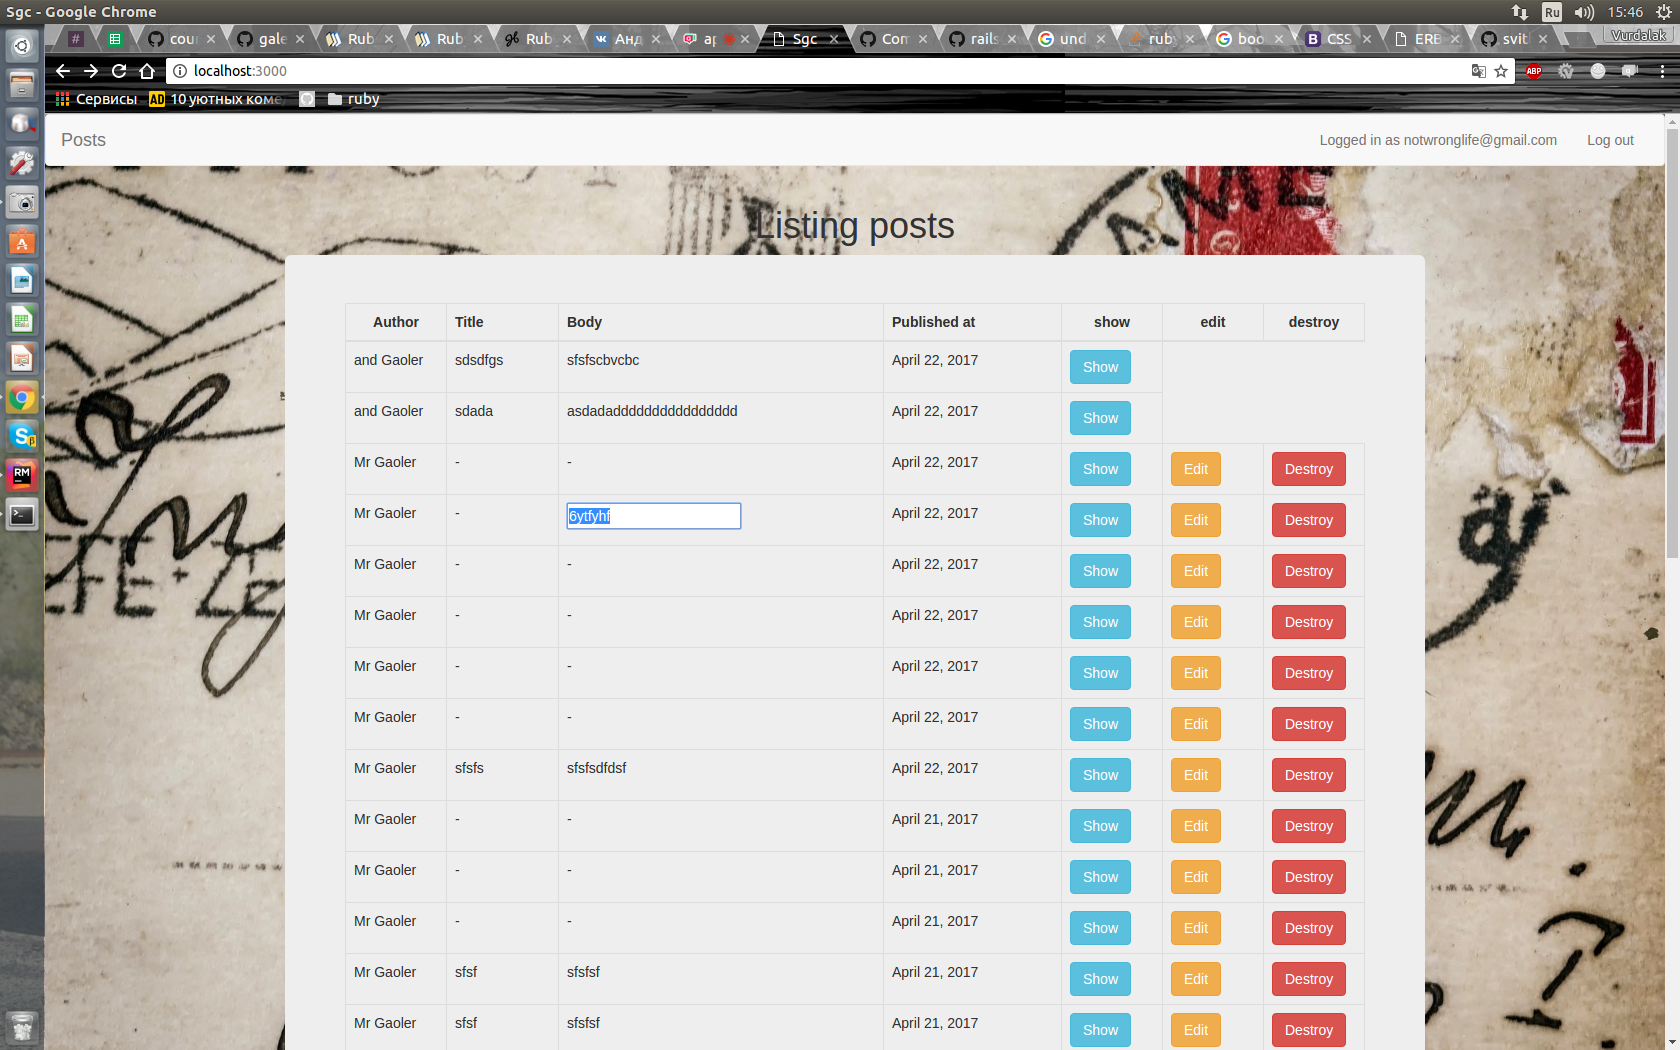 Sgc - Google Chrome
Ru 15:46
# cou gale Rub Rub Rub Анд ap Sgc Com rails und ruby boo CSS ERB svit Vurdalak
localhost:3000
ABP
Сервисы AD 10 уютных коме ruby
Posts Logged in as notwronglife@gmail.com Log out
Listing posts
Author Title Body Published at show edit destroy
and Gaoler sdsdfgs sfsfscbvcbc April 22, 2017 Show
and Gaoler sdada asdadadddddddddddddddd April 22, 2017 Show
Mr Gaoler - - April 22, 2017 Show Edit Destroy
Mr Gaoler - 6ytfyhf April 22, 2017 Show Edit Destroy
Mr Gaoler - - April 22, 2017 Show Edit Destroy
Mr Gaoler - - April 22, 2017 Show Edit Destroy
Mr Gaoler - - April 22, 2017 Show Edit Destroy
Mr Gaoler - - April 22, 2017 Show Edit Destroy
Mr Gaoler sfsfs sfsfsdfdsf April 22, 2017 Show Edit Destroy
Mr Gaoler - - April 21, 2017 Show Edit Destroy
Mr Gaoler - - April 21, 2017 Show Edit Destroy
Mr Gaoler - - April 21, 2017 Show Edit Destroy
Mr Gaoler sfsf sfsfsf April 21, 2017 Show Edit Destroy
Mr Gaoler sfsf sfsfsf April 21, 2017 Show Edit Destroy